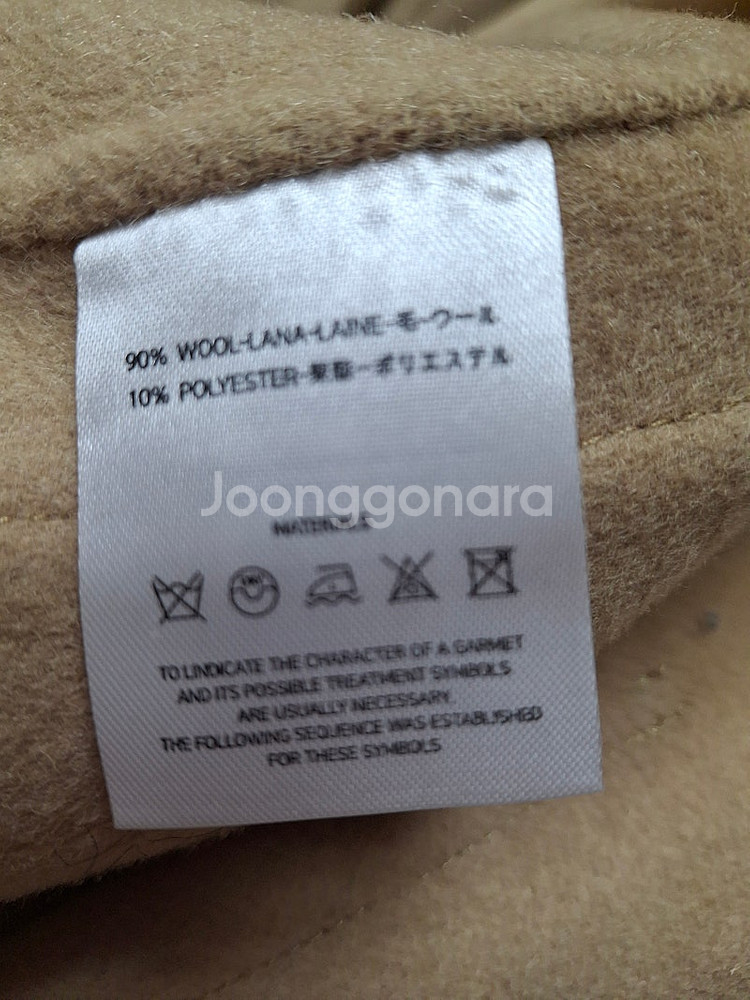 90% WOOL-LANA-LAINE-毛-ウール
10% POLYESTER-聚酯-ポリエステル
Joonggonara
TO LINDICATE THE CHARACTER OF A GARMET
AND ITS POSSIBLE TREATMENT SYMBOLS
ARE USUALLY NECESSARY.
THE FOLLOWING SEQUENCE WAS ESTABLISHED
FOR THESE SYMBOLS